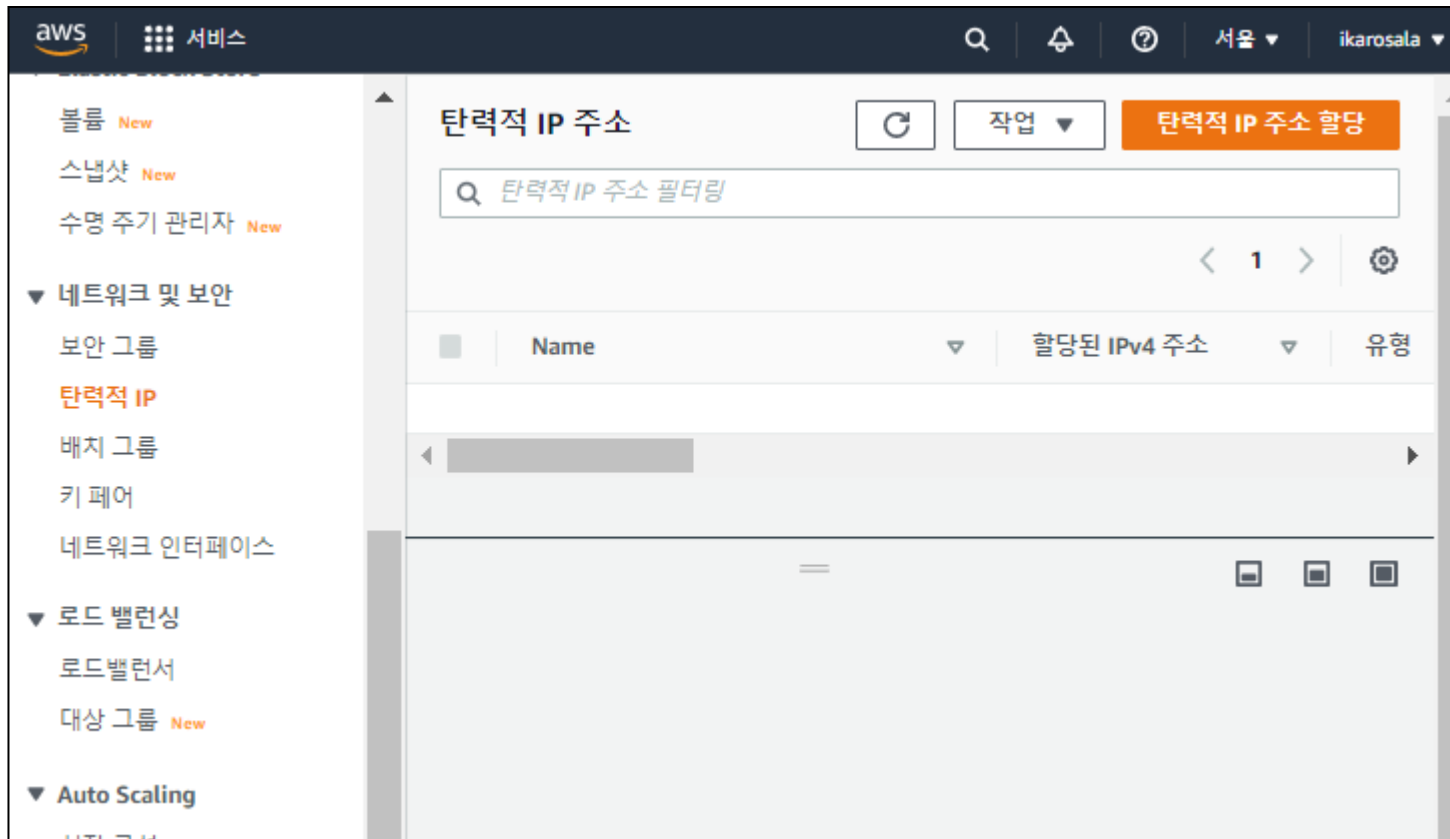 aws 서비스 서울 ikarosala
볼륨 New
스냅샷 New
수명 주기 관리자 New
네트워크 및 보안
보안 그룹
탄력적 IP
배치 그룹
키 페어
네트워크 인터페이스
로드 밸런싱
로드밸런서
대상 그룹 New
Auto Scaling
탄력적 IP 주소 작업 탄력적 IP 주소 할당
탄력적 IP 주소 필터링
1
Name 할당된 IPv4 주소 유형